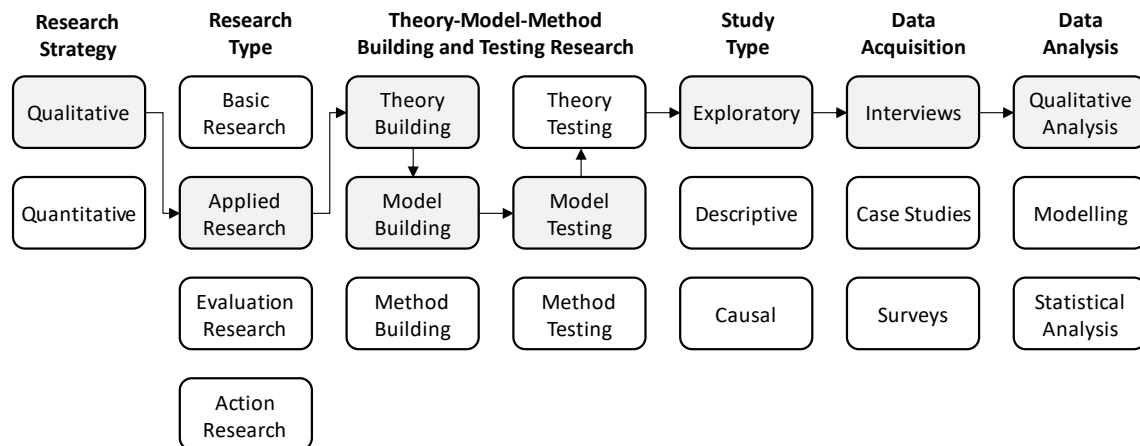 Research
Strategy
Research
Type
Theory-Model-Method
Building and Testing Research
Study
Type
Data
Acquisition
Data
Analysis
Qualitative
Basic
Research
Theory
Building
Theory
Testing
Exploratory
Interviews
Qualitative
Analysis
Quantitative
Applied
Research
Model
Building
Model
Testing
Descriptive
Case Studies
Modelling
Evaluation
Research
Method
Building
Method
Testing
Causal
Surveys
Statistical
Analysis
Action
Research